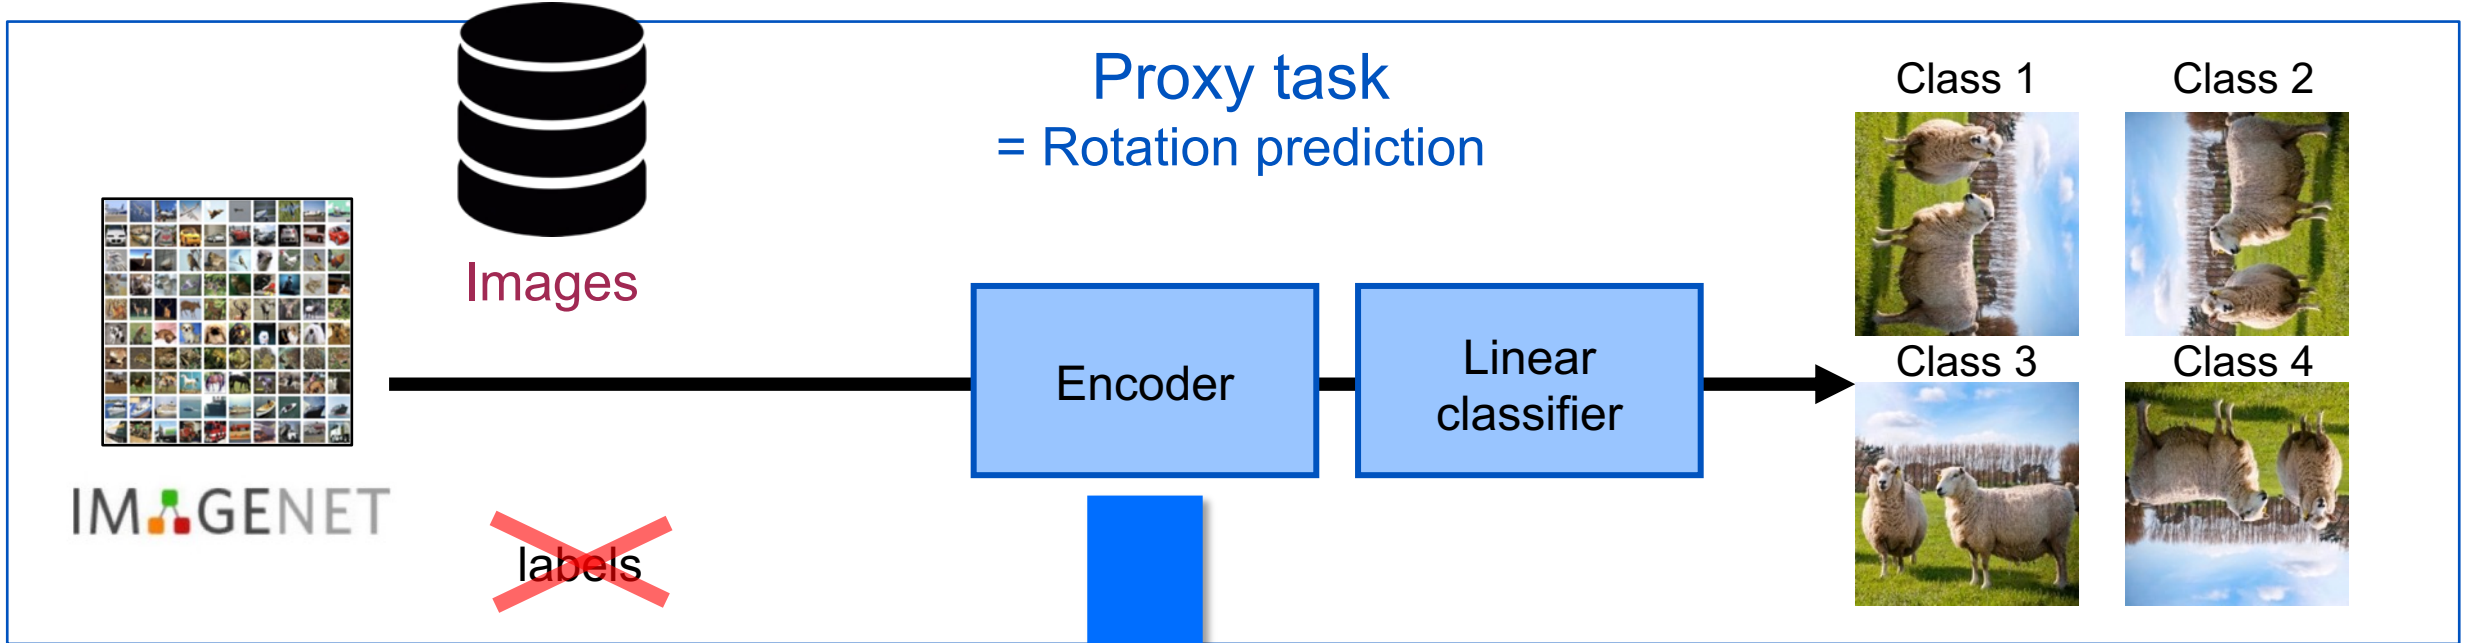 Proxy task
= Rotation prediction
Images
IMAGENET
labels
Encoder
Linear
classifier
Class 1
Class 2
Class 3
Class 4